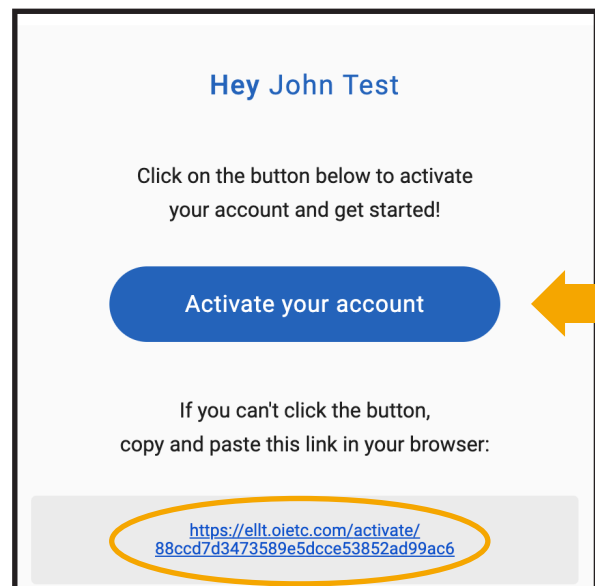 Hey John Test
Click on the button below to activate
your account and get started!
Activate your account
If you can't click the button,
copy and paste this link in your browser:
https://ellt.oietc.com/activate/
88ccd7d3473589e5dcce53852ad99ac6